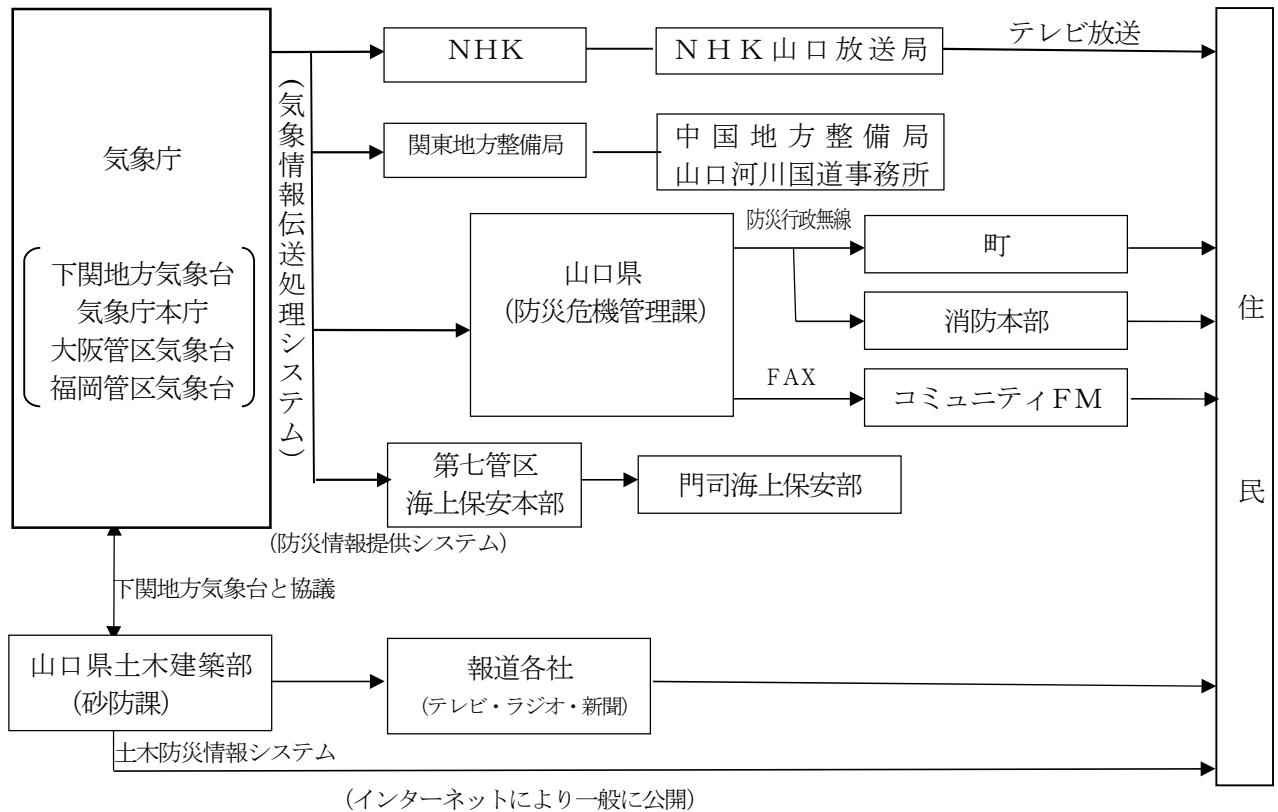 気象庁
下関地方気象台
気象庁本庁
大阪管区気象台
福岡管区気象台
(気象情報伝送処理システム)
NHK
NHK山口放送局
テレビ放送
関東地方整備局
中国地方整備局
山口河川国道事務所
山口県
(防災危機管理課)
防災行政無線
町
消防本部
FAX
コミュニティFM
第七管区
海上保安本部
門司海上保安部
(防災情報提供システム)
下関地方気象台と協議
山口県土木建築部
(砂防課)
報道各社
(テレビ・ラジオ・新聞)
土木防災情報システム
(インターネットにより一般に公開)
住民